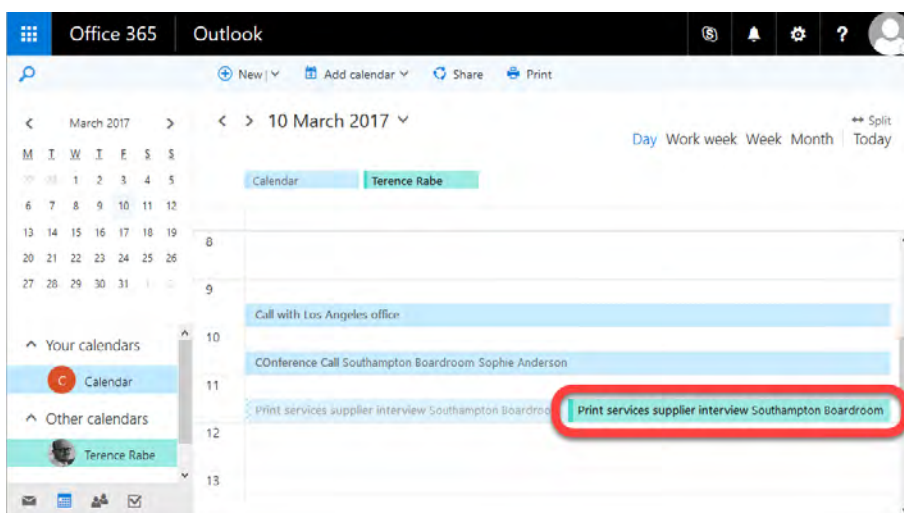 Office 365 Outlook ?
New Add calendar Share Print
March 2017
M T W T F S S
1 2 3 4 5
6 7 8 9 10 11 12
13 14 15 16 17 18 19
20 21 22 23 24 25 26
27 28 29 30 31
Your calendars
C Calendar
Other calendars
Terence Rabe
10 March 2017
Split
Day Work week Week Month Today
Calendar Terence Rabe
8
9
Call with Los Angeles office
10
COnference Call Southampton Boardroom Sophie Anderson
11
Print services supplier interview Southampton Print services supplier interview Southampton Boardroom
12
13